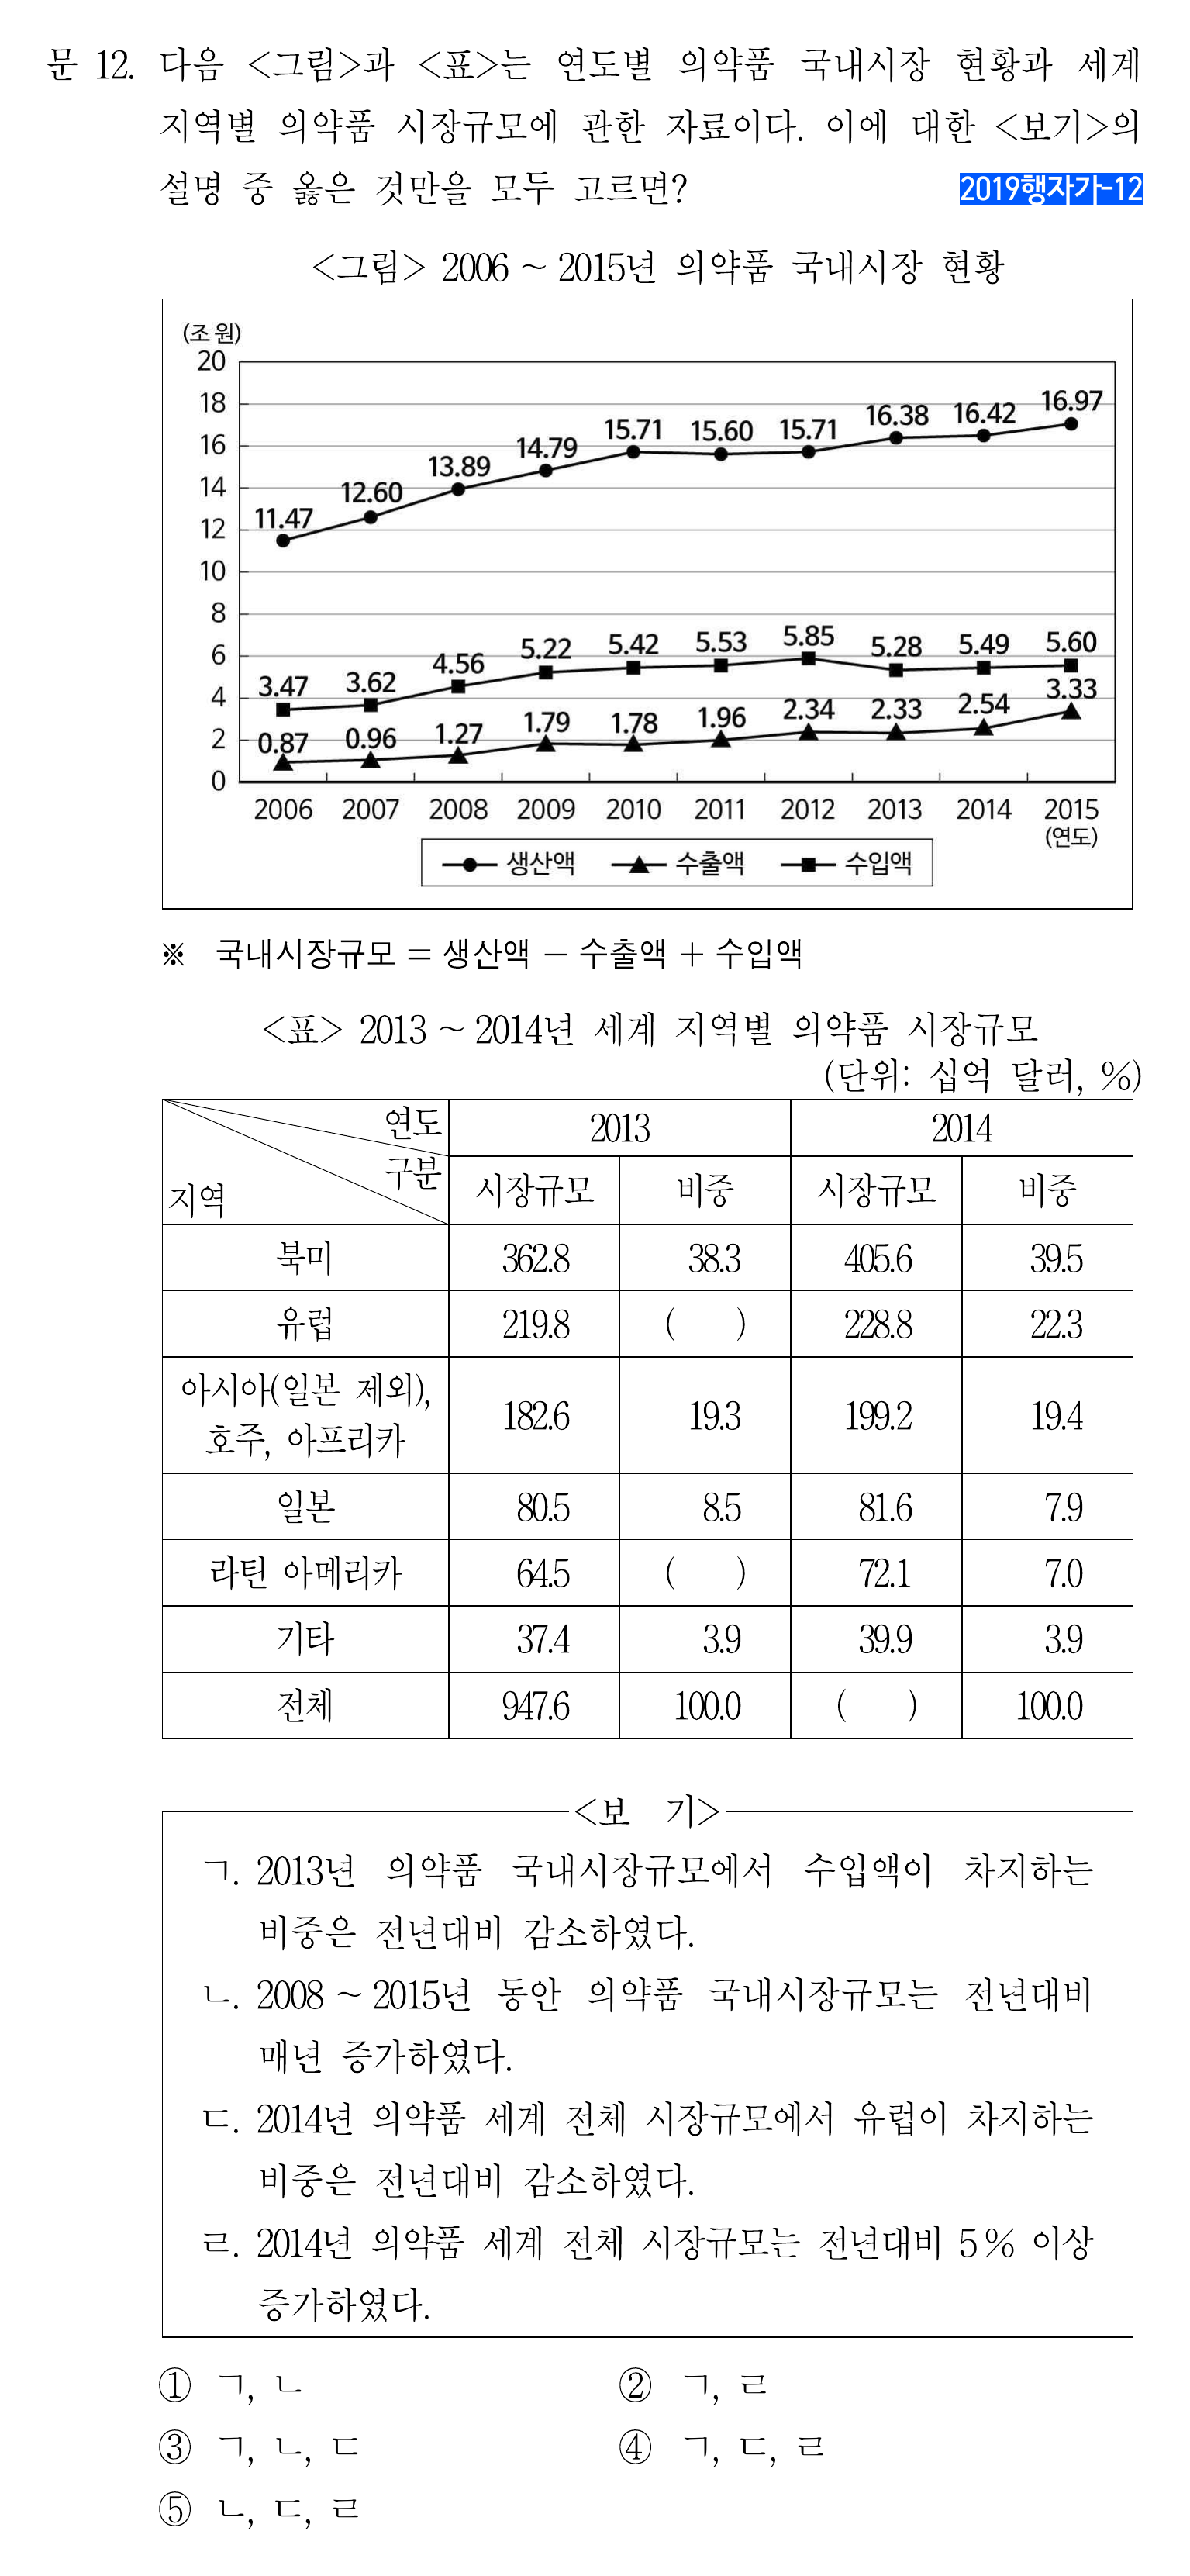 문 12. 다음 <그림>과 <표>는 연도별 의약품 국내시장 현황과 세계
지역별 의약품 시장규모에 관한 자료이다. 이에 대한 <보기>의
설명 중 옳은 것만을 모두 고르면?
2019행자가-12
<그림> 2006 ~ 2015년 의약품 국내시장 현황
(조 원)
20
18
16
14
12
10
8
6
4
2
0
11.47 12.60 13.89 14.79 15.71 15.60 15.71 16.38 16.42 16.97
3.47 3.62 4.56 5.22 5.42 5.53 5.85 5.28 5.49 5.60
0.87 0.96 1.27 1.79 1.78 1.96 2.34 2.33 2.54 3.33
2006 2007 2008 2009 2010 2011 2012 2013 2014 2015
(연도)
생산액 수출액 수입액
※ 국내시장규모 = 생산액 − 수출액 + 수입액
<표> 2013 ~ 2014년 세계 지역별 의약품 시장규모
(단위: 십억 달러, %)
연도 2013 2014
구분
지역 시장규모 비중 시장규모 비중
북미 362.8 38.3 405.6 39.5
유럽 219.8 ( ) 228.8 22.3
아시아(일본 제외),
호주, 아프리카 182.6 19.3 199.2 19.4
일본 80.5 8.5 81.6 7.9
라틴 아메리카 64.5 ( ) 72.1 7.0
기타 37.4 3.9 39.9 3.9
전체 947.6 100.0 ( ) 100.0
<보 기>
ㄱ. 2013년 의약품 국내시장규모에서 수입액이 차지하는
비중은 전년대비 감소하였다.
ㄴ. 2008 ~ 2015년 동안 의약품 국내시장규모는 전년대비
매년 증가하였다.
ㄷ. 2014년 의약품 세계 전체 시장규모에서 유럽이 차지하는
비중은 전년대비 감소하였다.
ㄹ. 2014년 의약품 세계 전체 시장규모는 전년대비 5% 이상
증가하였다.
① ㄱ, ㄴ ② ㄱ, ㄹ
③ ㄱ, ㄴ, ㄷ ④ ㄱ, ㄷ, ㄹ
⑤ ㄴ, ㄷ, ㄹ